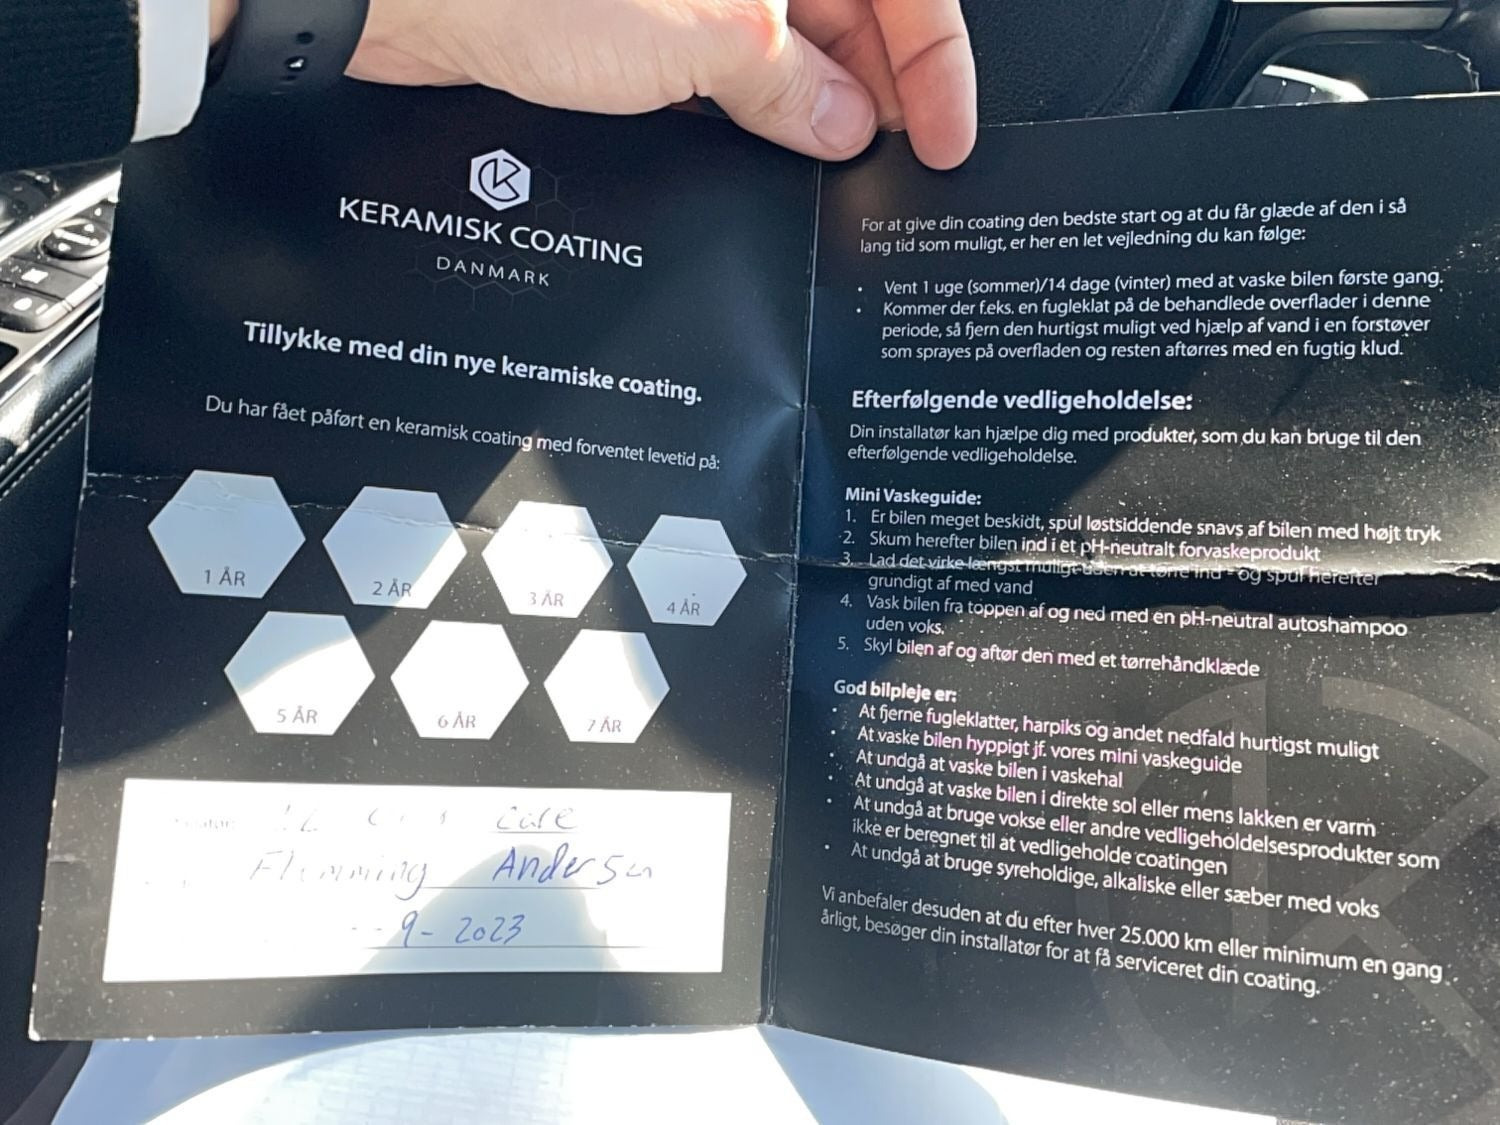 KERAMISK COATING
DANMARK
Tillykke med din nye keramiske coating.
Du har fået påført en keramisk coating med forventet levetid på:
1 ÅR
2 ÅR
3 ÅR
4 ÅR
5 ÅR
6 ÅR
7 ÅR
care
Flemming Andersen
9- 2023
For at give din coating den bedste start og at du får glæde af den i så
lang tid som muligt, er her en let vejledning du kan følge:
• Vent 1 uge (sommer)/14 dage (vinter) med at vaske bilen første gang.
• Kommer der f.eks. en fugleklat på de behandlede overflader i denne
periode, så fjern den hurtigst muligt ved hjælp af vand i en forstøver
som sprayes på overfladen og resten aftørres med en fugtig klud.
Efterfølgende vedligeholdelse:
Din installatør kan hjælpe dig med produkter, som du kan bruge til den
efterfølgende vedligeholdelse.
Mini Vaskeguide:
1. Er bilen meget beskidt, spul løstsiddende snavs af bilen med højt tryk
2. Skum herefter bilen ind i et pH-neutralt forvaskeprodukt
3. Lad det virke længst muligt uden at tørre ind - og spul herefter
grundigt af med vand
4. Vask bilen fra toppen af og ned med en pH-neutral autoshampoo
uden voks.
5. Skyl bilen af og aftør den med et tørrehåndklæde
God bilpleje er:
• At fjerne fugleklatter, harpiks og andet nedfald hurtigst muligt
• At vaske bilen hyppigt jf. vores mini vaskeguide
• At undgå at vaske bilen i vaskehal
• At undgå at vaske bilen i direkte sol eller mens lakken er varm
• At undgå at bruge vokse eller andre vedligeholdelsesprodukter som
ikke er beregnet til at vedligeholde coatingen
• At undgå at bruge syreholdige, alkaliske eller sæber med voks
Vi anbefaler desuden at du efter hver 25.000 km eller minimum en gang
årligt, besøger din installatør for at få serviceret din coating.